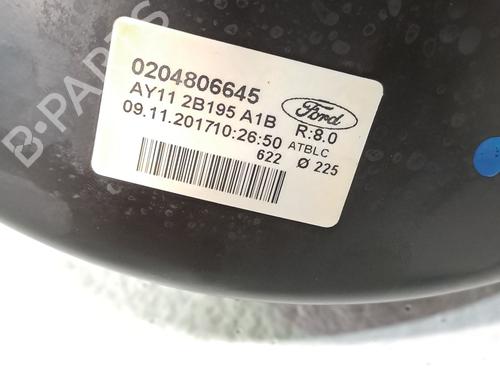 0204806645
AY11 2B195 A1B
09.11.201710:26:50
622
Ford
R:8.0
ATBLC
Ø 225
B-PARTS